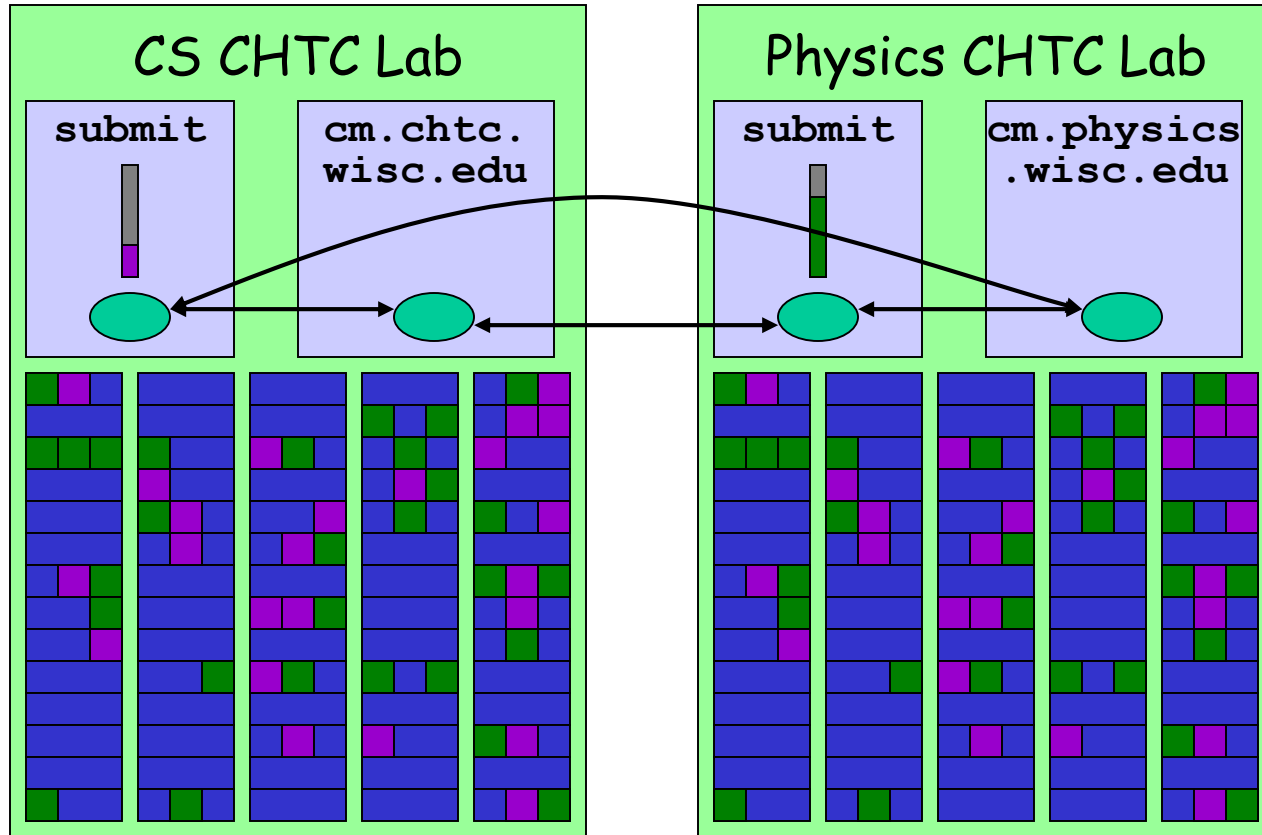 CS CHTC Lab
submit
cm.chtc.
wisc.edu
Physics CHTC Lab
submit
cm.physics
.wisc.edu